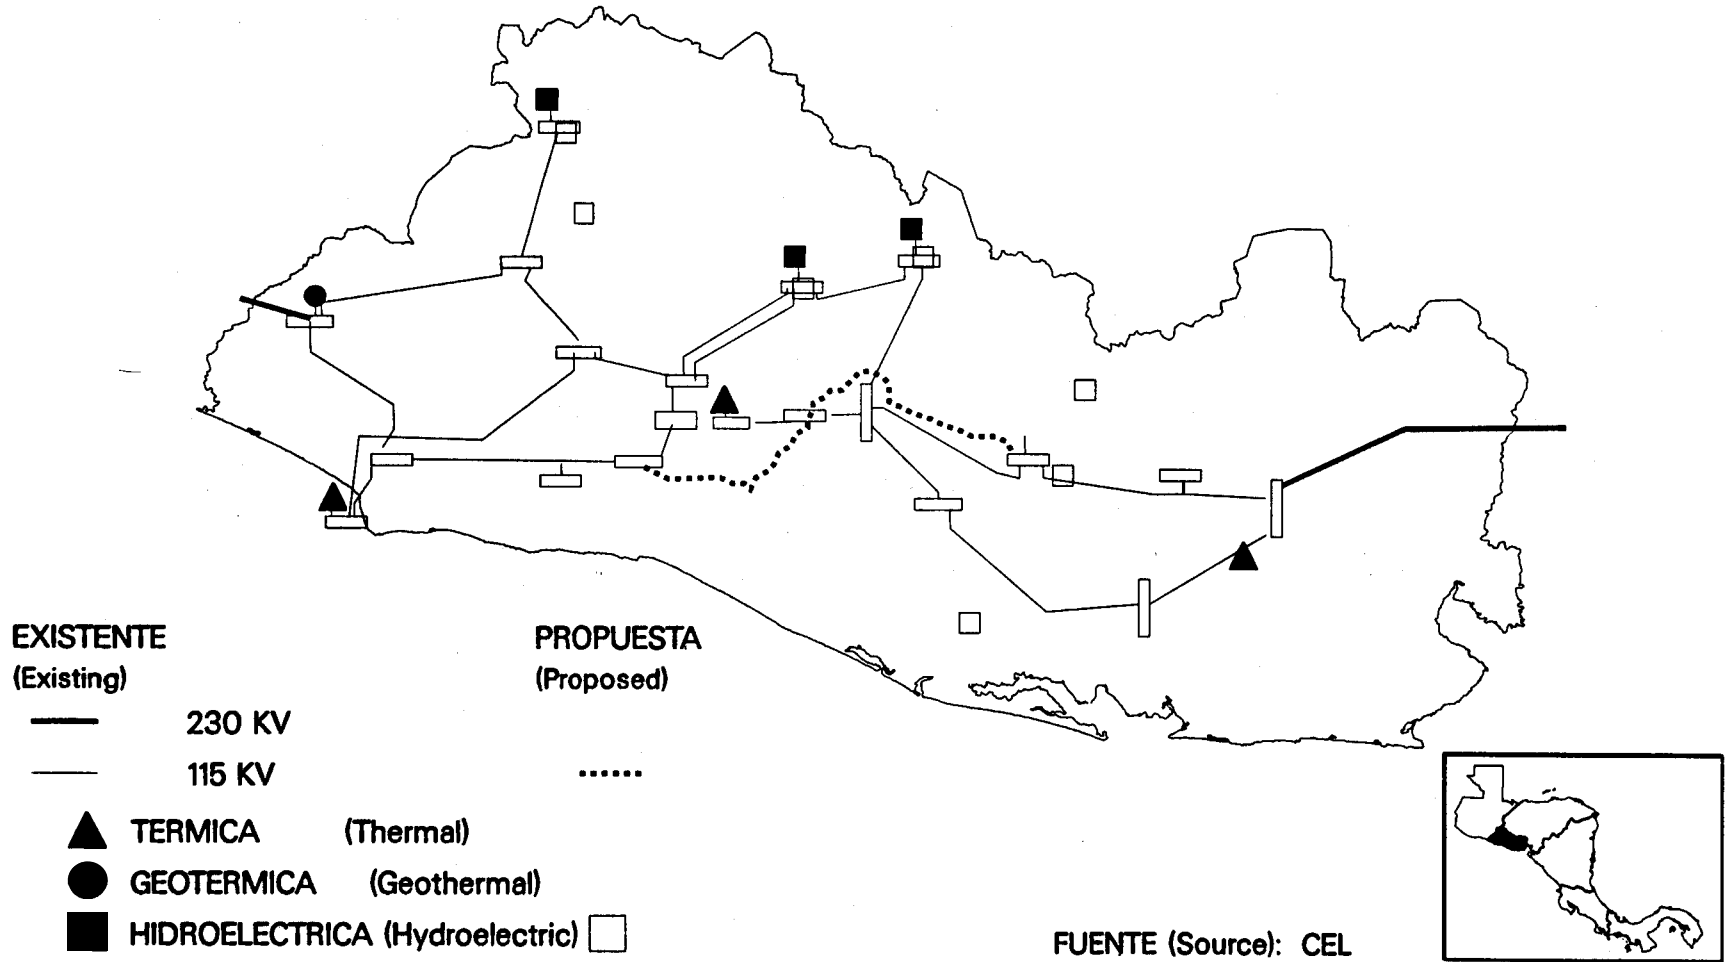 EXISTENTE
(Existing)
PROPUESTA
(Proposed)
230 KV
115 KV
TERMICA (Thermal)
GEOTERMICA (Geothermal)
HIDROELECTRICA (Hydroelectric)
FUENTE (Source): CEL